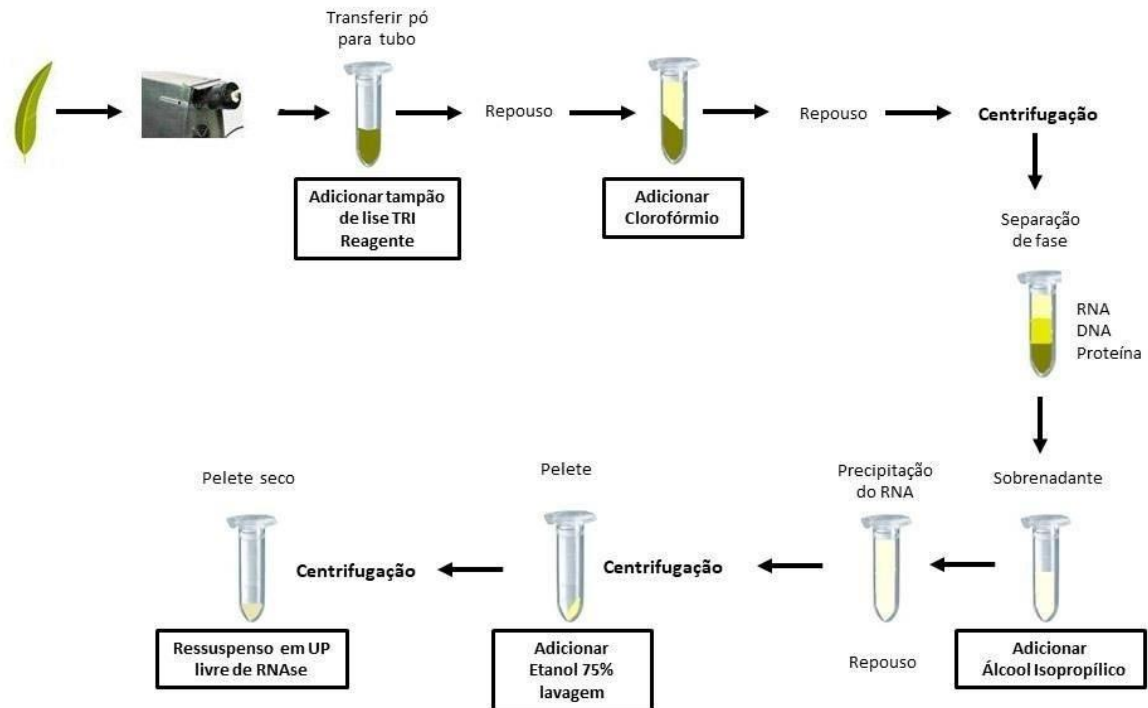 Transferir pó
para tubo
Adicionar tampão
de lise TRI
Reagente
Repouso
Adicionar
Clorofórmio
Repouso
Centrifugação
Separação
de fase
RNA
DNA
Proteína
Sobrenadante
Adicionar
Álcool Isopropílico
Precipitação
do RNA
Repouso
Centrifugação
Pelete
Adicionar
Etanol 75%
lavagem
Centrifugação
Pelete seco
Ressuspenso em UP
livre de RNAse